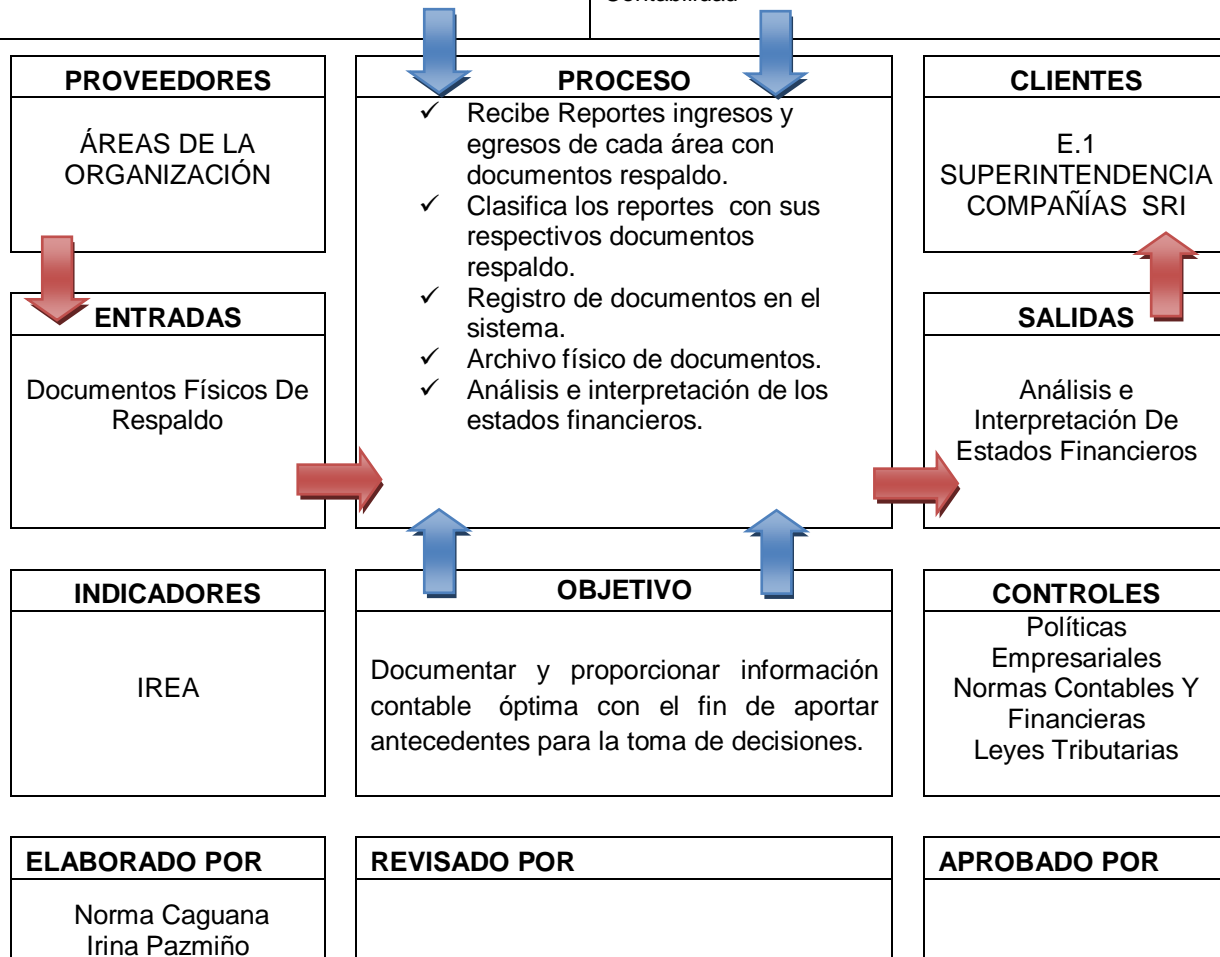 Contabilidad
PROVEEDORES
ÁREAS DE LA
ORGANIZACIÓN
PROCESO
✓ Recibe Reportes ingresos y
egresos de cada área con
documentos respaldo.
✓ Clasifica los reportes con sus
respectivos documentos
respaldo.
✓ Registro de documentos en el
sistema.
✓ Archivo físico de documentos.
✓ Análisis e interpretación de los
estados financieros.
CLIENTES
E.1
SUPERINTENDENCIA
COMPAÑÍAS SRI
ENTRADAS
Documentos Físicos De
Respaldo
SALIDAS
Análisis e
Interpretación De
Estados Financieros
INDICADORES
IREA
OBJETIVO
Documentar y proporcionar información
contable óptima con el fin de aportar
antecedentes para la toma de decisiones.
CONTROLES
Políticas
Empresariales
Normas Contables Y
Financieras
Leyes Tributarias
ELABORADO POR
Norma Caguana
Irina Pazmiño
REVISADO POR
APROBADO POR